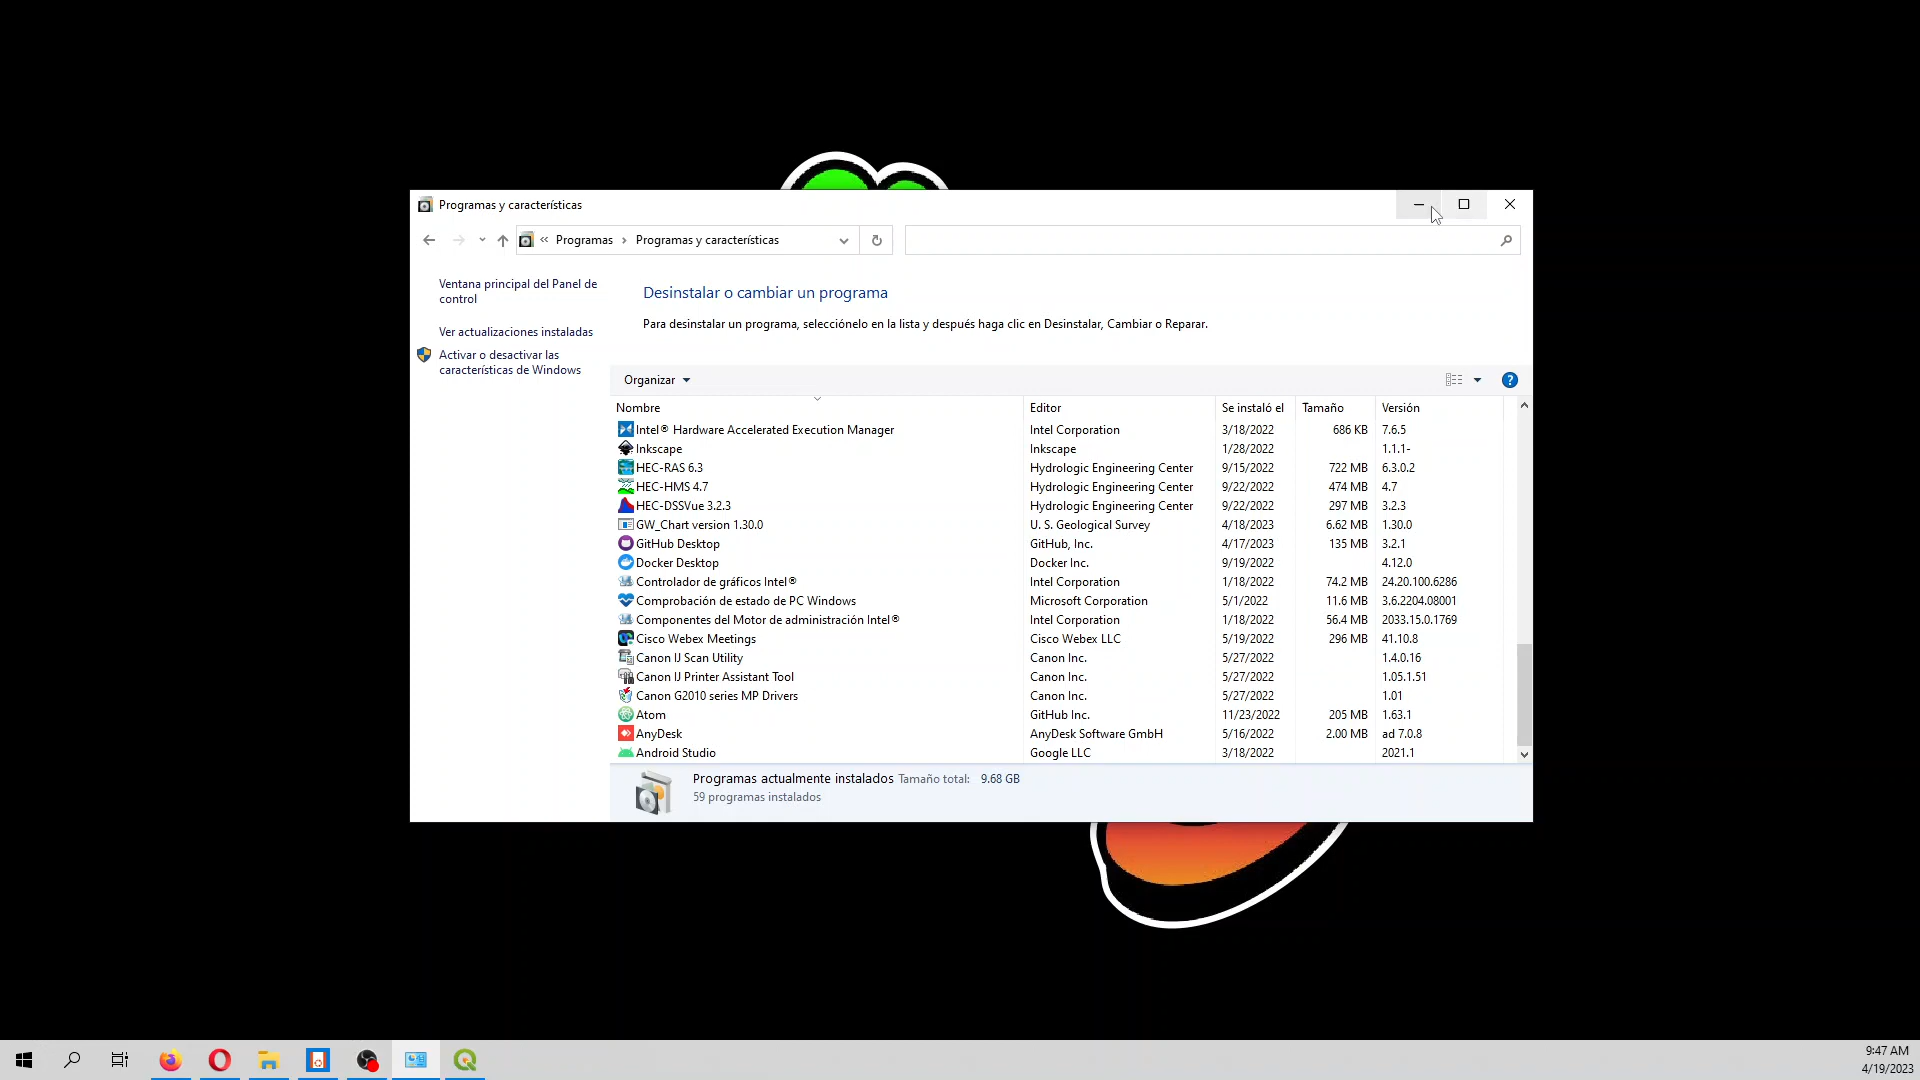 Programas y características
« Programas › Programas y características
Ventana principal del Panel de
control
Ver actualizaciones instaladas
Activar o desactivar las
características de Windows
Desinstalar o cambiar un programa
Para desinstalar un programa, selecciónelo en la lista y después haga clic en Desinstalar, Cambiar o Reparar.
Organizar
Nombre Editor Se instaló el Tamaño Versión
Intel® Hardware Accelerated Execution Manager Intel Corporation 3/18/2022 686 KB 7.6.5
Inkscape Inkscape 1/28/2022 1.1.1-
HEC-RAS 6.3 Hydrologic Engineering Center 9/15/2022 722 MB 6.3.0.2
HEC-HMS 4.7 Hydrologic Engineering Center 9/22/2022 474 MB 4.7
HEC-DSSVue 3.2.3 Hydrologic Engineering Center 9/22/2022 297 MB 3.2.3
GW_Chart version 1.30.0 U. S. Geological Survey 4/18/2023 6.62 MB 1.30.0
GitHub Desktop GitHub, Inc. 4/17/2023 135 MB 3.2.1
Docker Desktop Docker Inc. 9/19/2022 4.12.0
Controlador de gráficos Intel® Intel Corporation 1/18/2022 74.2 MB 24.20.100.6286
Comprobación de estado de PC Windows Microsoft Corporation 5/1/2022 11.6 MB 3.6.2204.08001
Componentes del Motor de administración Intel® Intel Corporation 1/18/2022 56.4 MB 2033.15.0.1769
Cisco Webex Meetings Cisco Webex LLC 5/19/2022 296 MB 41.10.8
Canon IJ Scan Utility Canon Inc. 5/27/2022 1.4.0.16
Canon IJ Printer Assistant Tool Canon Inc. 5/27/2022 1.05.1.51
Canon G2010 series MP Drivers Canon Inc. 5/27/2022 1.01
Atom GitHub Inc. 11/23/2022 205 MB 1.63.1
AnyDesk AnyDesk Software GmbH 5/16/2022 2.00 MB ad 7.0.8
Android Studio Google LLC 3/18/2022 2021.1
Programas actualmente instalados Tamaño total: 9.68 GB
59 programas instalados
9:47 AM
4/19/2023